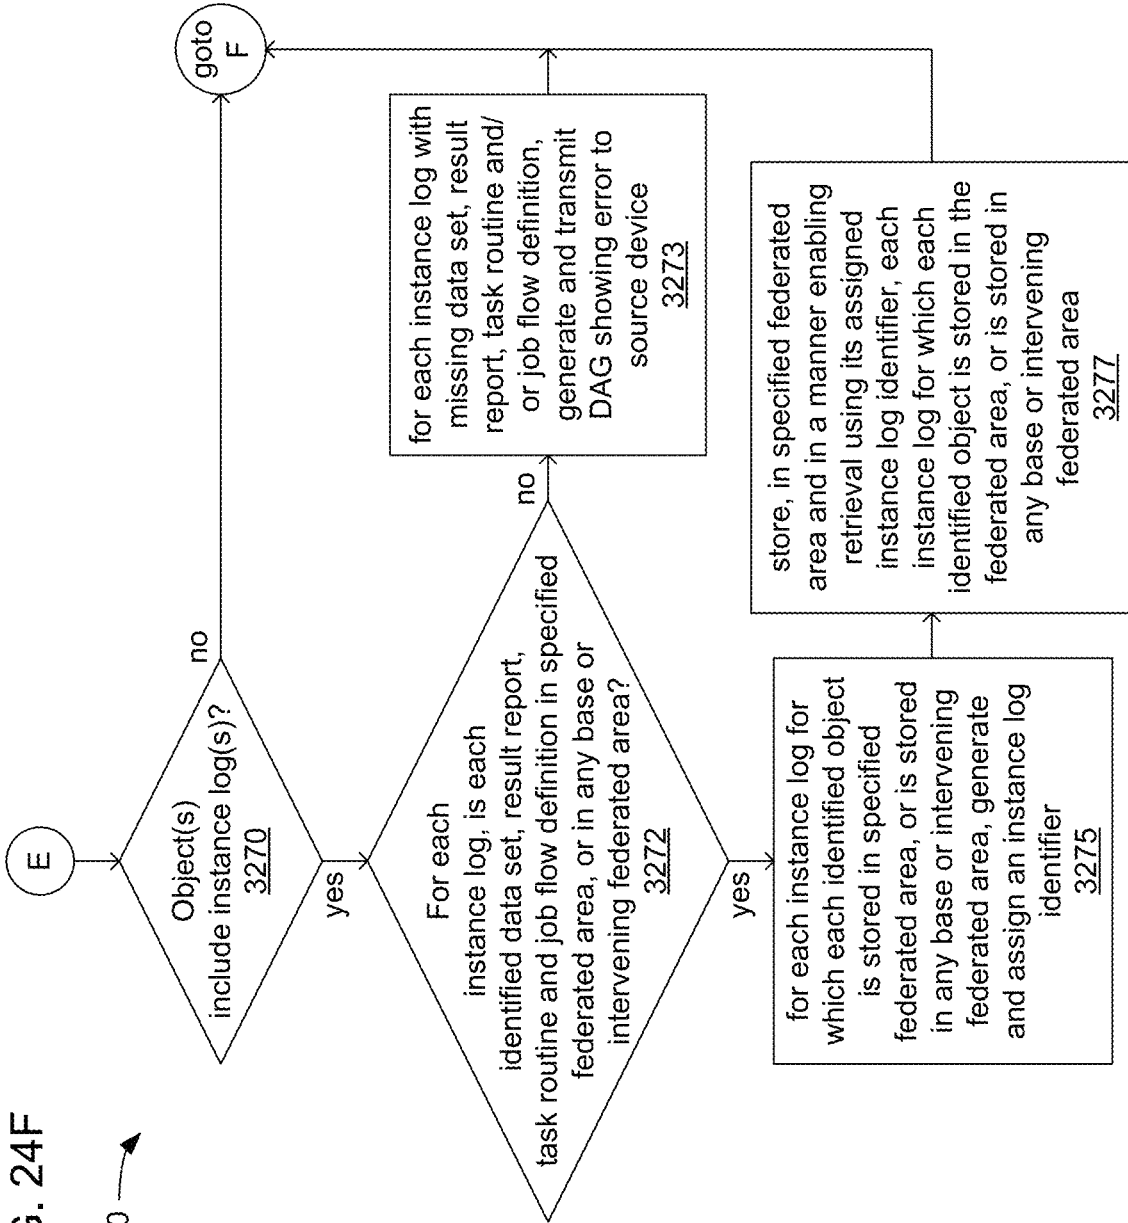 G. 24F
0
E
Object(s)
include instance log(s)?
3270
no
yes
goto
F
For each
instance log, is each
identified data set, result report,
task routine and job flow definition in specified
federated area, or in any base or
intervening federated area?
3272
no
yes
for each instance log with
missing data set, result
report, task routine and/
or job flow definition,
generate and transmit
DAG showing error to
source device
3273
for each instance log for
which each identified object
is stored in specified
federated area, or is stored
in any base or intervening
federated area, generate
and assign an instance log
identifier
3275
store, in specified federated
area and in a manner enabling
retrieval using its assigned
instance log identifier, each
instance log for which each
identified object is stored in the
federated area, or is stored in
any base or intervening
federated area
3277